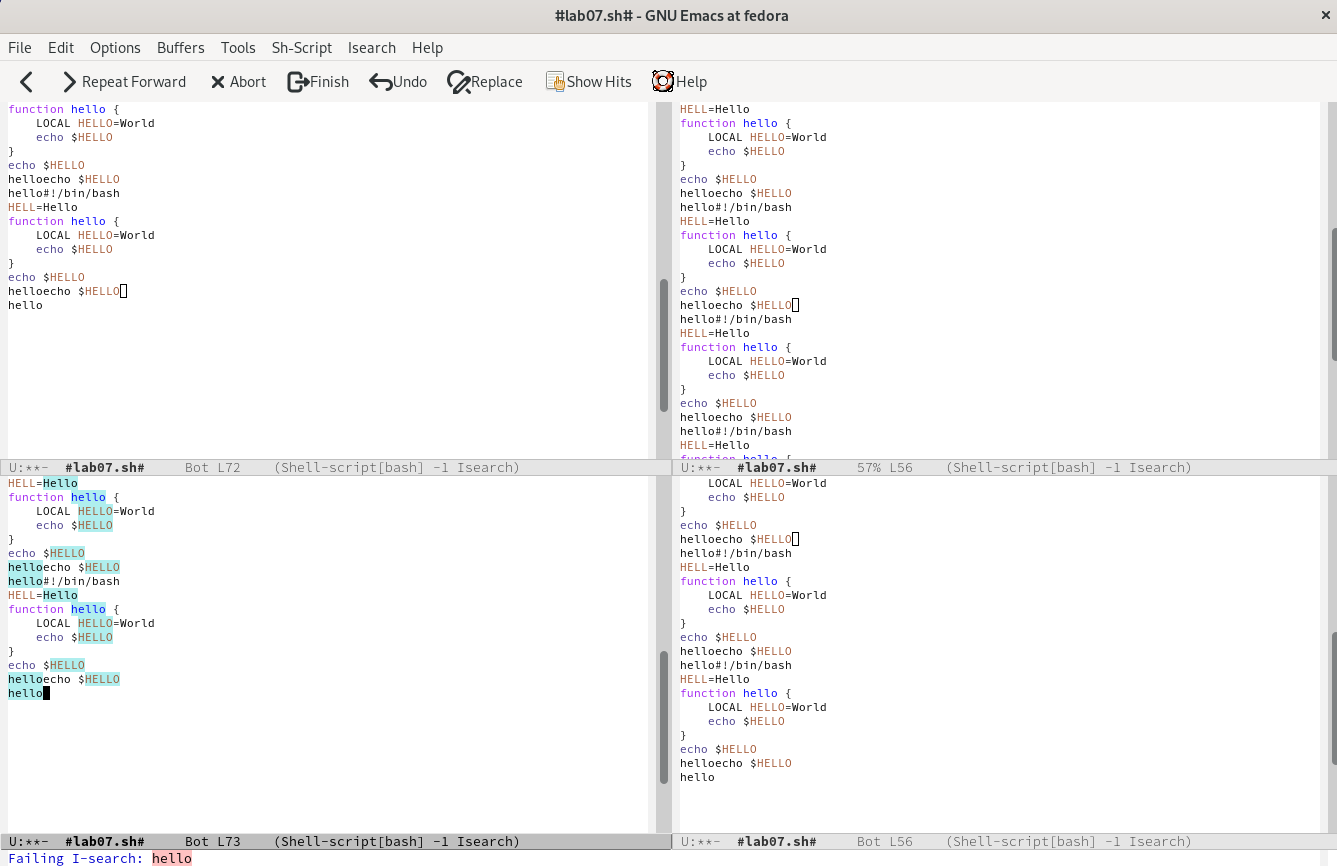 #lab07.sh# - GNU Emacs at fedora
File Edit Options Buffers Tools Sh-Script Isearch Help
Repeat Forward Abort Finish Undo Replace Show Hits Help
function hello {
    LOCAL HELLO=World
    echo $HELLO
}
echo $HELLO
helloecho $HELLO
hello#!/bin/bash
HELL=Hello
function hello {
    LOCAL HELLO=World
    echo $HELLO
}
echo $HELLO
helloecho $HELLO
hello
U:**-  #lab07.sh#     Bot L72    (Shell-script[bash] -1 Isearch)
HELL=Hello
function hello {
    LOCAL HELLO=World
    echo $HELLO
}
echo $HELLO
helloecho $HELLO
hello#!/bin/bash
HELL=Hello
function hello {
    LOCAL HELLO=World
    echo $HELLO
}
echo $HELLO
helloecho $HELLO
hello#!/bin/bash
HELL=Hello
function hello {
    LOCAL HELLO=World
    echo $HELLO
}
echo $HELLO
helloecho $HELLO
hello#!/bin/bash
HELL=Hello
function hello {
U:**-  #lab07.sh#     57% L56    (Shell-script[bash] -1 Isearch)
HELL=Hello
function hello {
    LOCAL HELLO=World
    echo $HELLO
}
echo $HELLO
helloecho $HELLO
hello#!/bin/bash
HELL=Hello
function hello {
    LOCAL HELLO=World
    echo $HELLO
}
echo $HELLO
helloecho $HELLO
hello
U:**-  #lab07.sh#     Bot L73    (Shell-script[bash] -1 Isearch)
    LOCAL HELLO=World
    echo $HELLO
}
echo $HELLO
helloecho $HELLO
hello#!/bin/bash
HELL=Hello
function hello {
    LOCAL HELLO=World
    echo $HELLO
}
echo $HELLO
helloecho $HELLO
hello#!/bin/bash
HELL=Hello
function hello {
    LOCAL HELLO=World
    echo $HELLO
}
echo $HELLO
helloecho $HELLO
hello
U:**-  #lab07.sh#     Bot L56    (Shell-script[bash] -1 Isearch)
Failing I-search: hello